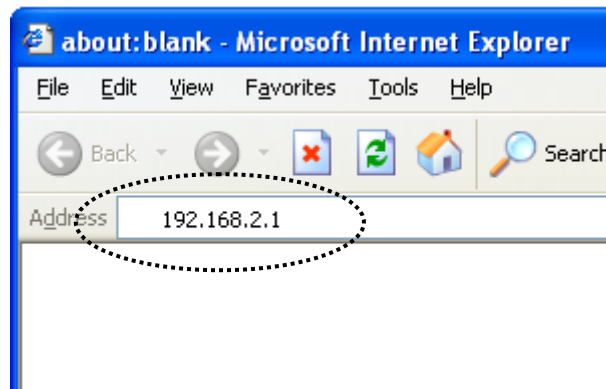 about:blank - Microsoft Internet Explorer
File Edit View Favorites Tools Help
Back Search
Address 192.168.2.1